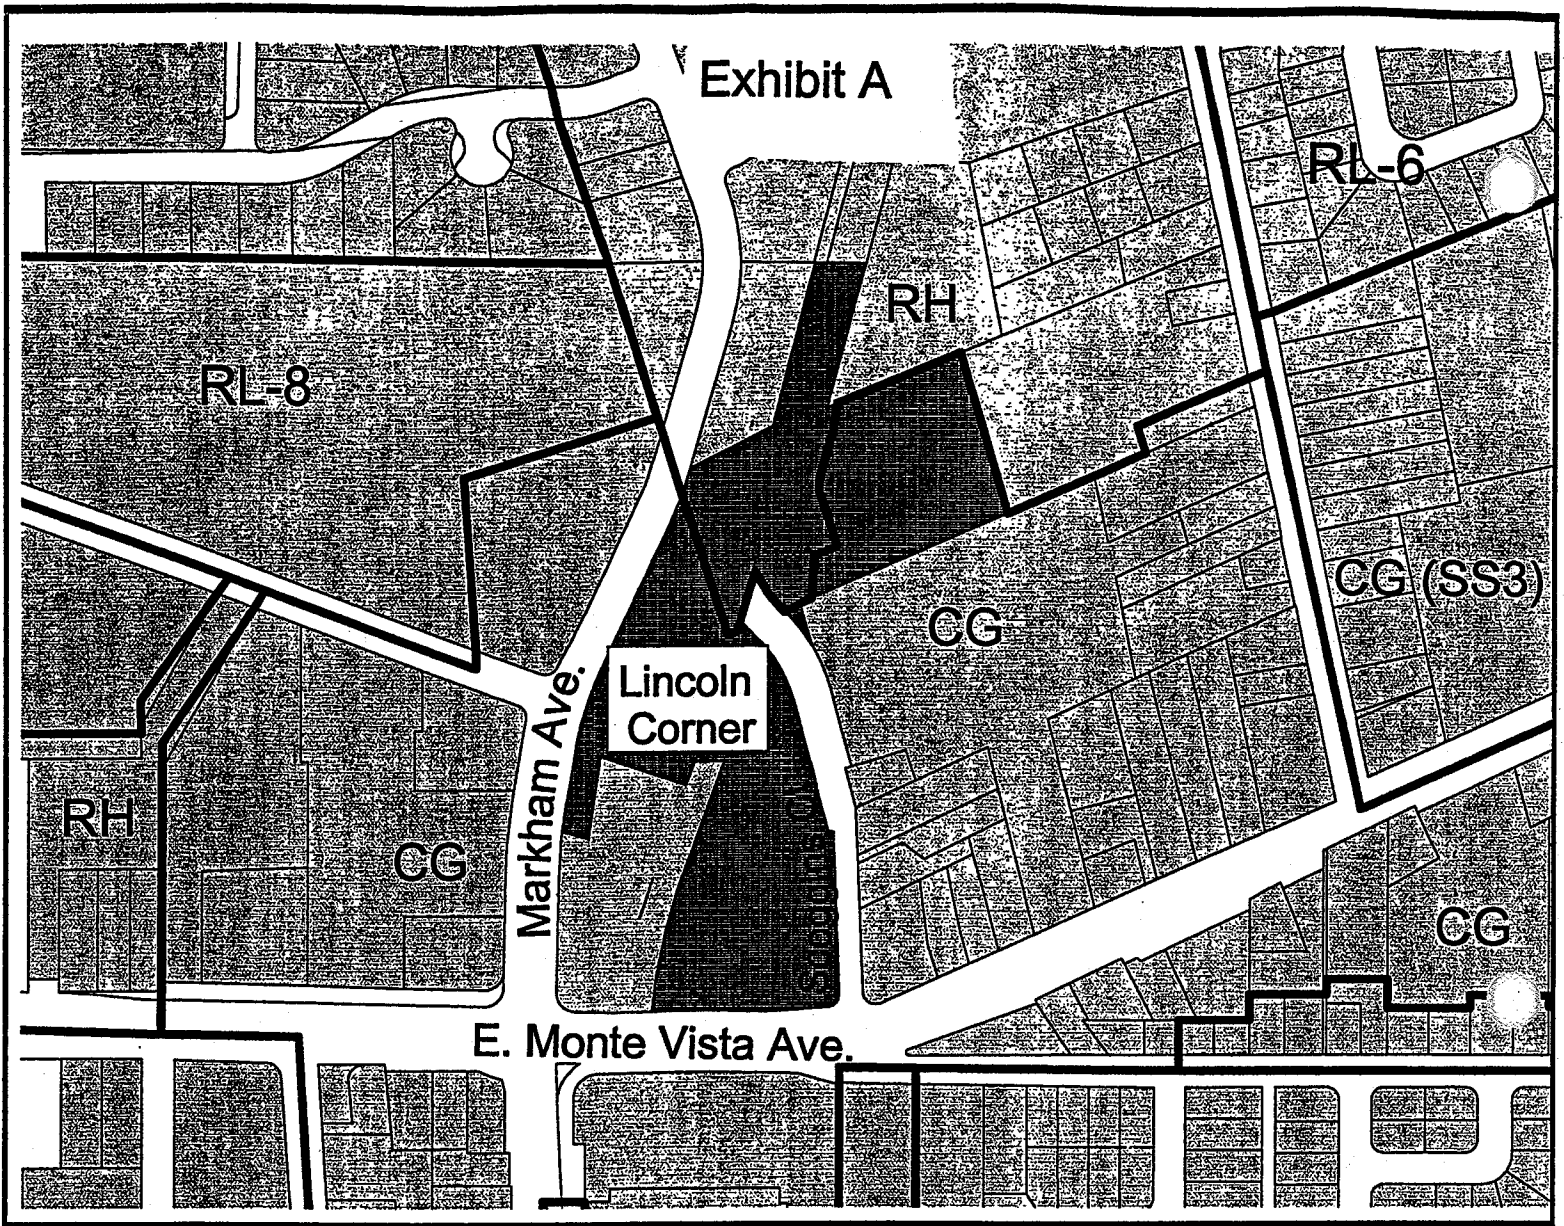 Exhibit A
RL-6
RH
RL-8
CG (SS3)
CG
Lincoln
Corner
Markham Ave.
RH
CG
CG
E. Monte Vista Ave.